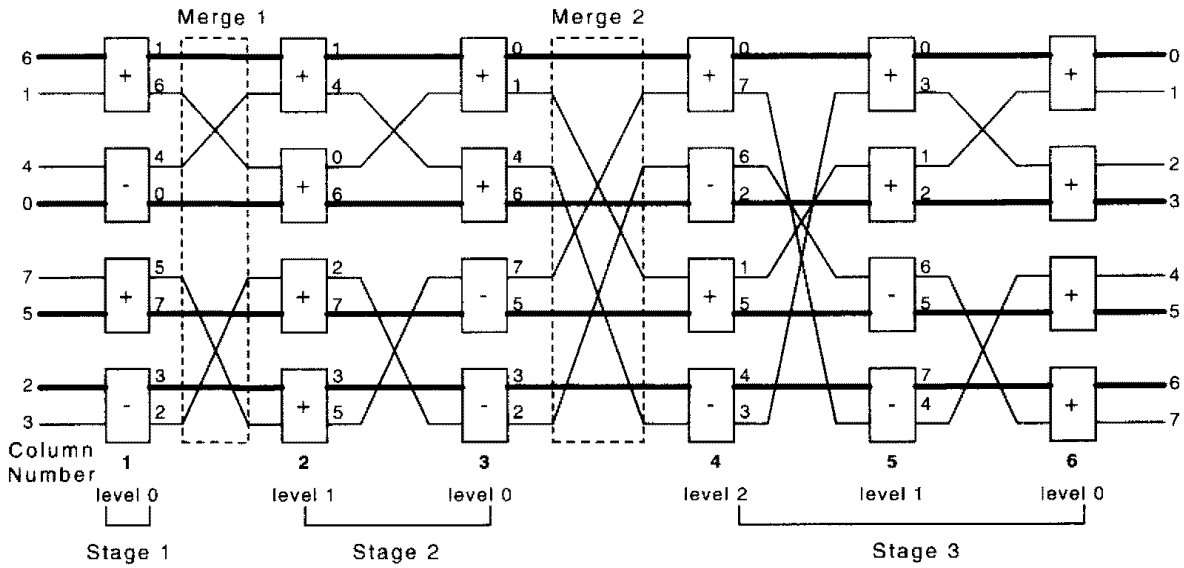 Merge 1 Merge 2
6 1 1 0 0 0 0
+ + + + + +
1 6 4 1 7 3 1
4 4 0 4 6 1 2
- + + - + +
0 0 6 6 2 2 3
7 5 2 7 1 6 4
+ + - + - +
5 7 7 5 5 5 5
2 3 3 3 4 7 6
- + - - - +
3 2 5 2 3 4 7
Column
Number 1 2 3 4 5 6
level 0 level 1 level 0 level 2 level 1 level 0
Stage 1 Stage 2 Stage 3